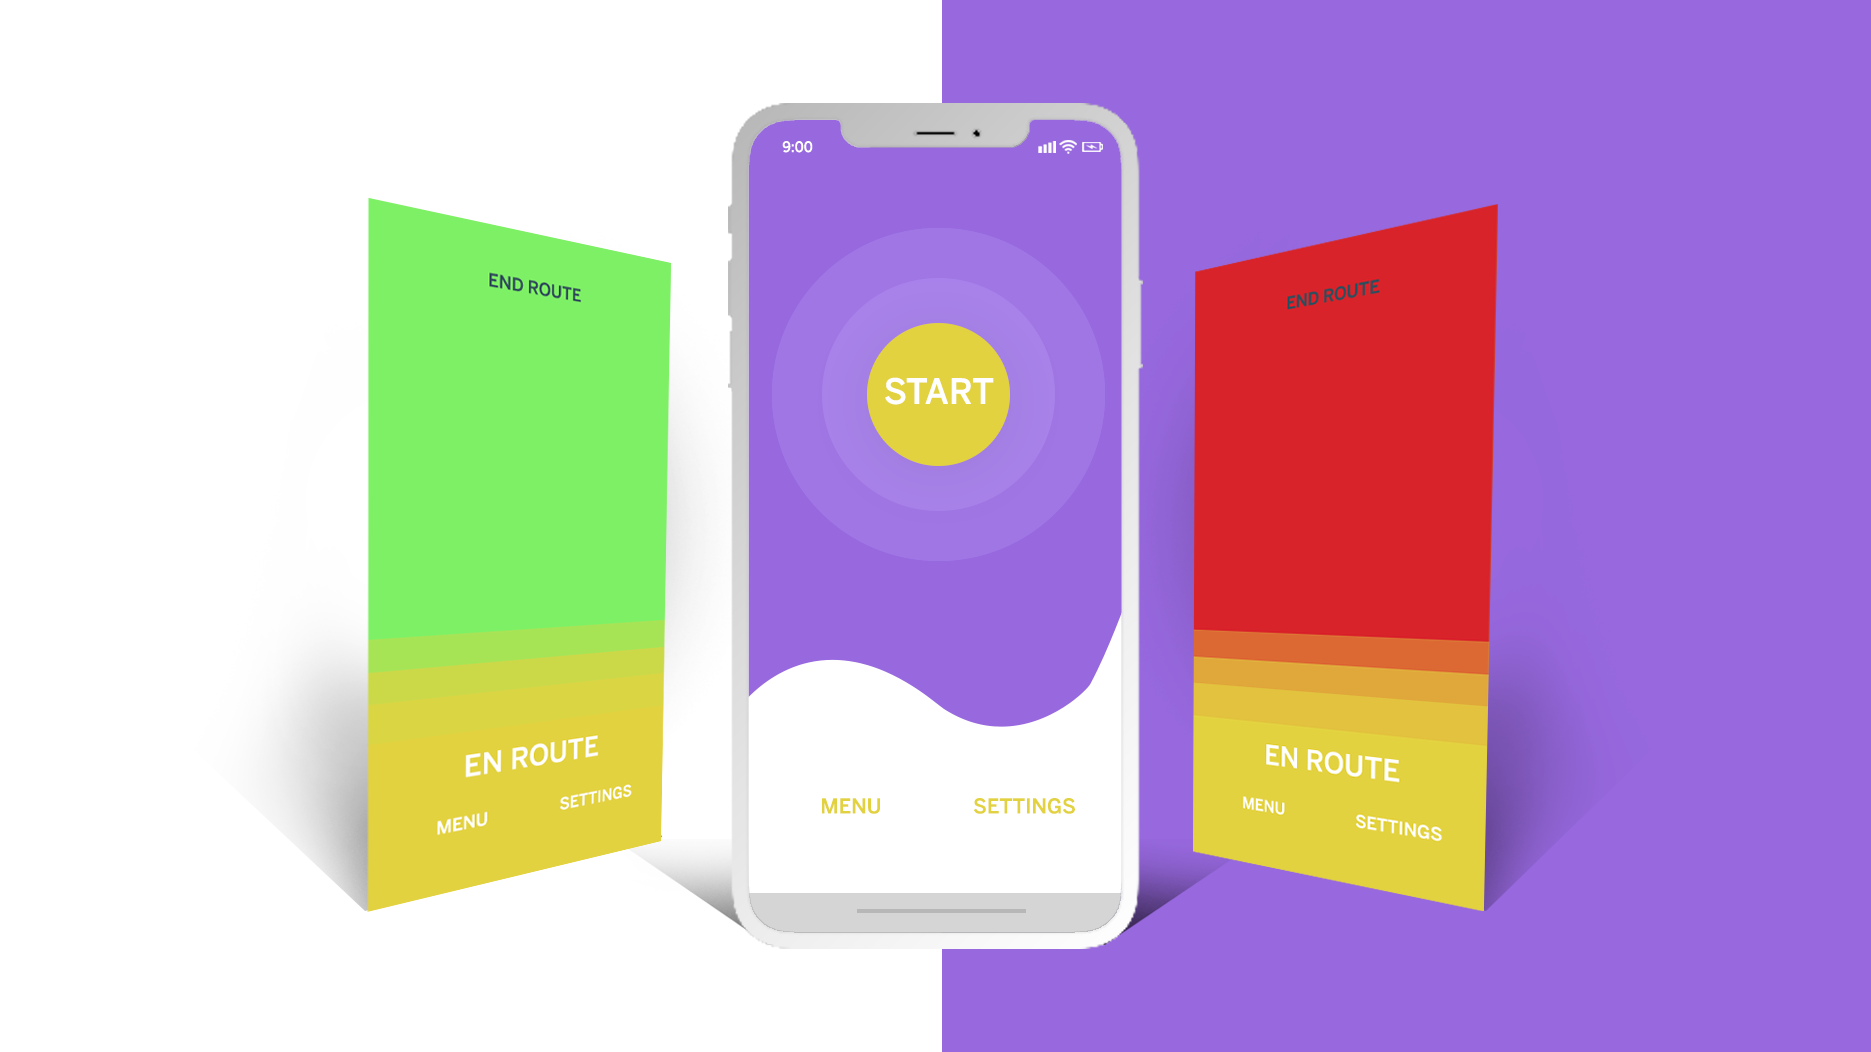 END ROUTE
EN ROUTE
MENU
SETTINGS
9:00
START
MENU
SETTINGS
END ROUTE
EN ROUTE
MENU
SETTINGS